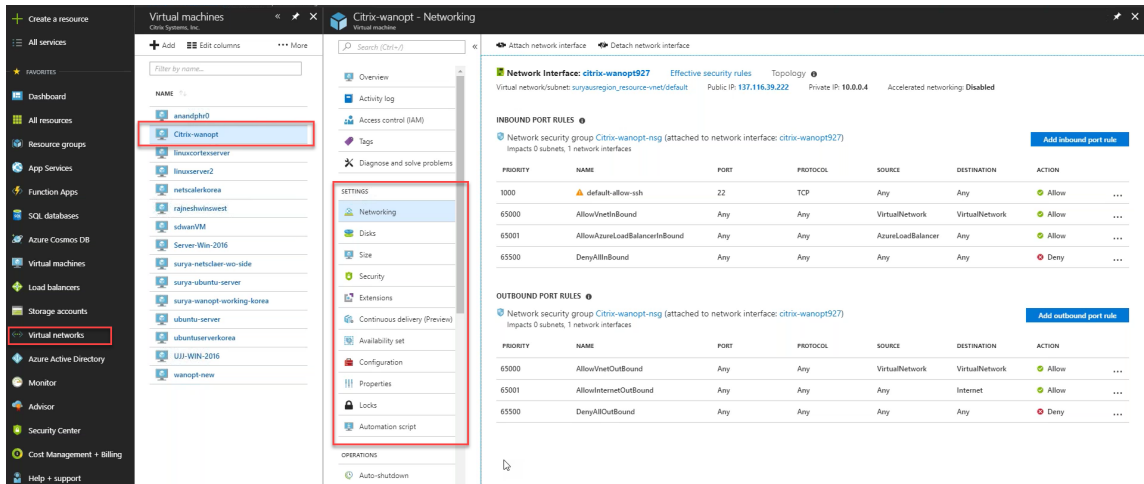 Create a resource
All services
FAVORITES
Dashboard
All resources
Resource groups
App Services
Function Apps
SQL databases
Azure Cosmos DB
Virtual machines
Load balancers
Storage accounts
Virtual networks
Azure Active Directory
Monitor
Advisor
Security Center
Cost Management + Billing
Help + support
Virtual machines
Citrix Systems, Inc.
Add Edit columns More
Filter by name...
NAME
anandphr0
Citrix-wanopt
linuxcortexserver
linuxserver2
netscalerkorea
rajneshwinswest
sdwanVM
Server-Win-2016
surya-netsclaer-wo-side
surya-ubuntu-server
surya-wanopt-working-korea
ubuntu-server
ubuntuserverkorea
UJJ-WIN-2016
wanopt-new
Citrix-wanopt - Networking
Virtual machine
Search (Ctrl+/)
Overview
Activity log
Access control (IAM)
Tags
Diagnose and solve problems
SETTINGS
Networking
Disks
Size
Security
Extensions
Continuous delivery (Preview)
Availability set
Configuration
Properties
Locks
Automation script
OPERATIONS
Auto-shutdown
Attach network interface Detach network interface
Network Interface: citrix-wanopt927 Effective security rules Topology
Virtual network/subnet: suryausregion_resource-vnet/default Public IP: 137.116.39.222 Private IP: 10.0.0.4 Accelerated networking: Disabled
INBOUND PORT RULES
Network security group Citrix-wanopt-nsg (attached to network interface: citrix-wanopt927)
Impacts 0 subnets, 1 network interfaces
Add inbound port rule
PRIORITY NAME PORT PROTOCOL SOURCE DESTINATION ACTION
1000 default-allow-ssh 22 TCP Any Any Allow ...
65000 AllowVnetInBound Any Any VirtualNetwork VirtualNetwork Allow ...
65001 AllowAzureLoadBalancerInBound Any Any AzureLoadBalancer Any Allow ...
65500 DenyAllInBound Any Any Any Any Deny ...
OUTBOUND PORT RULES
Network security group Citrix-wanopt-nsg (attached to network interface: citrix-wanopt927)
Impacts 0 subnets, 1 network interfaces
Add outbound port rule
PRIORITY NAME PORT PROTOCOL SOURCE DESTINATION ACTION
65000 AllowVnetOutBound Any Any VirtualNetwork VirtualNetwork Allow ...
65001 AllowInternetOutBound Any Any Any Internet Allow ...
65500 DenyAllOutBound Any Any Any Any Deny ...